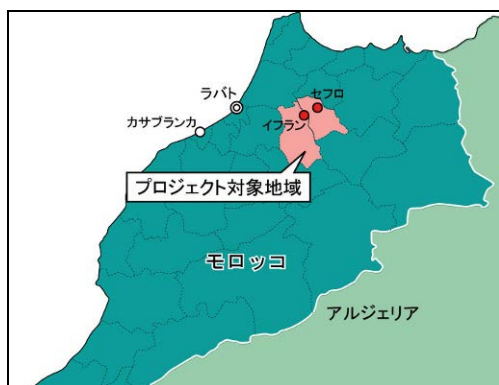 ラバト
セフロ
カサブランカ
イフラン
プロジェクト対象地域
モロッコ
アルジェリア